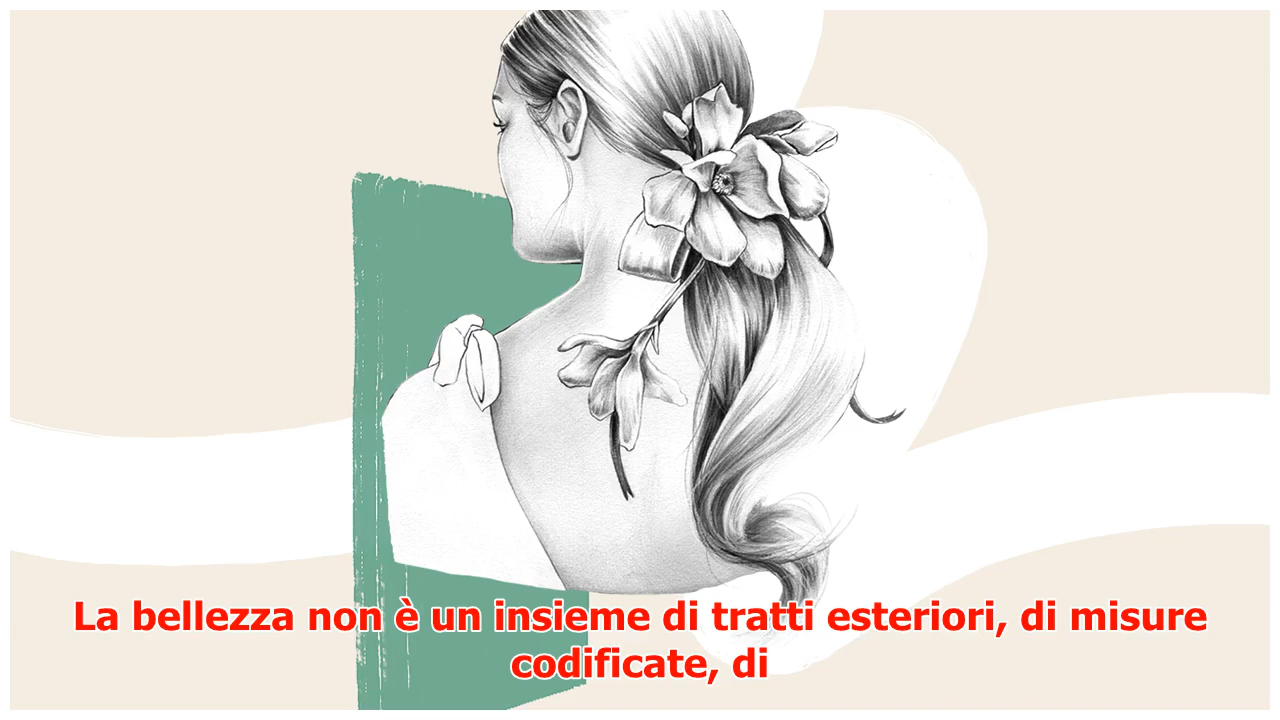 La bellezza non è un insieme di tratti esteriori, di misure
codificate, di